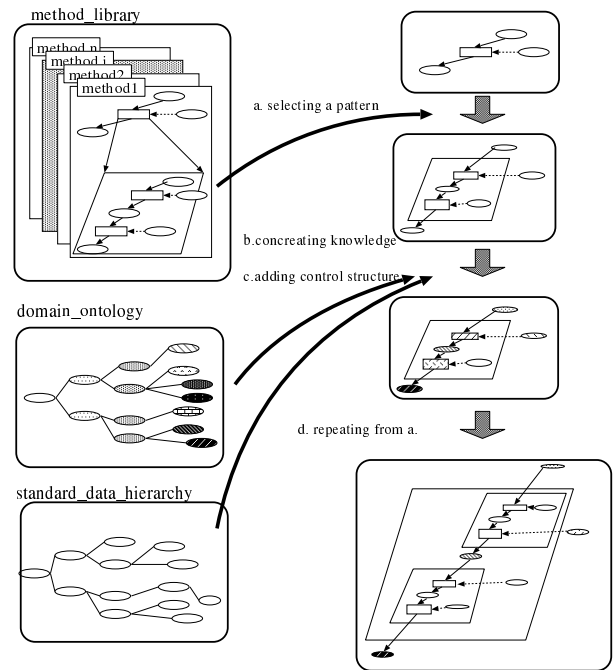 method_library
method n
method i
method2
method1
a. selecting a pattern
b.concreating knowledge
c.adding control structure
domain_ontology
d. repeating from a.
standard_data_hierarchy